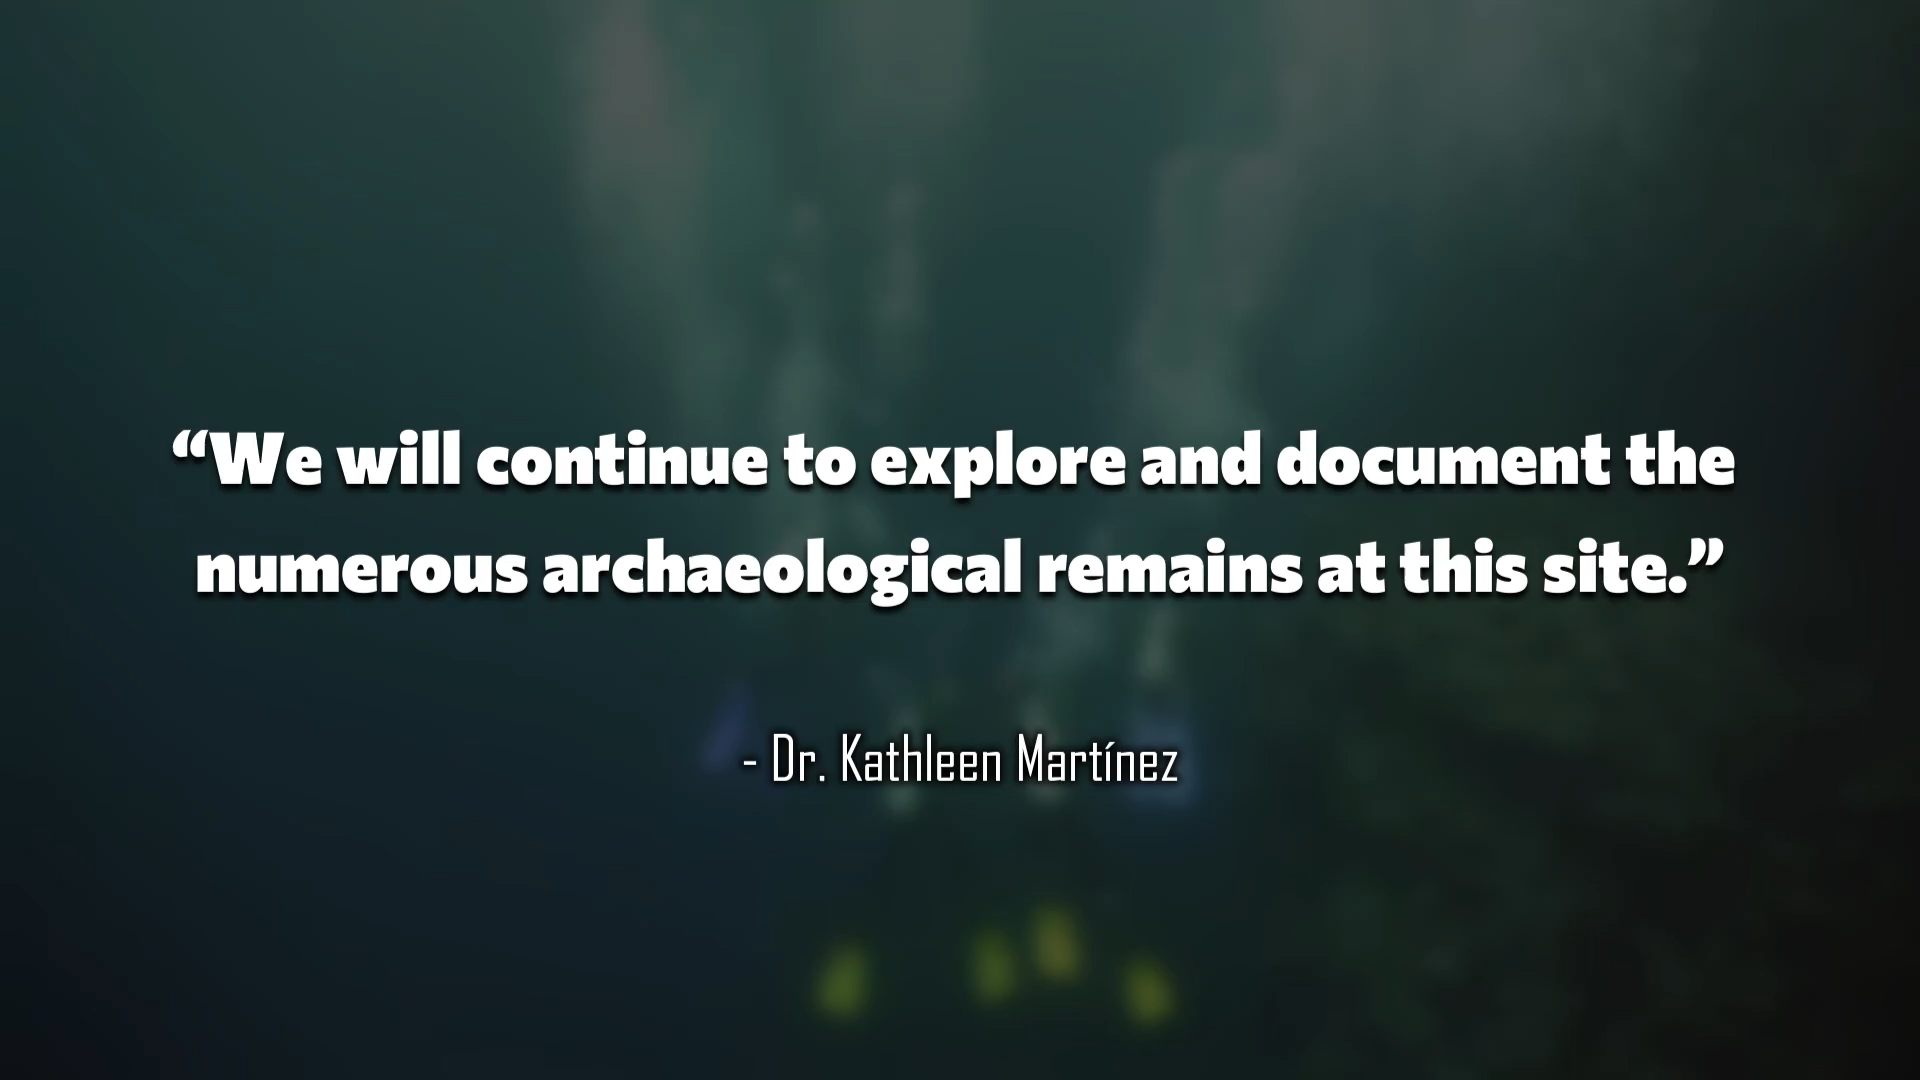 “We will continue to explore and document the
numerous archaeological remains at this site.”
- Dr. Kathleen Martínez